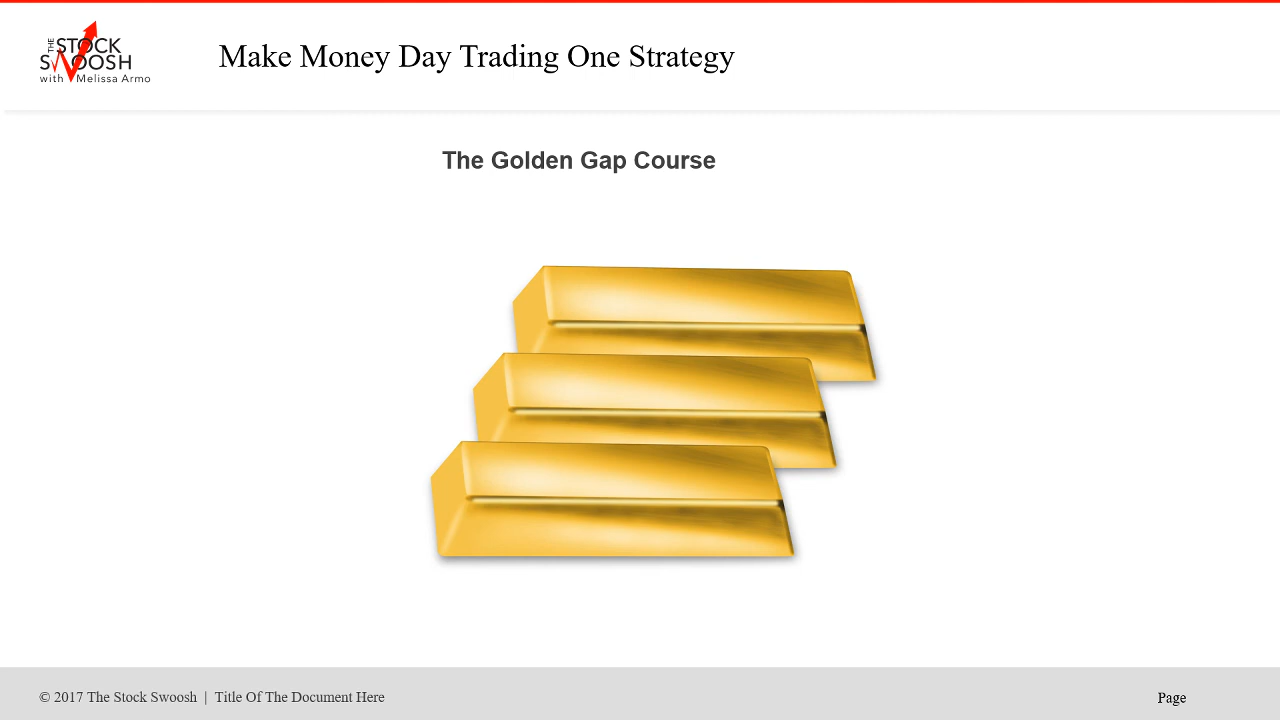 THE STOCK
SWOOSH
with Melissa Armo
Make Money Day Trading One Strategy
The Golden Gap Course
© 2017 The Stock Swoosh | Title Of The Document Here
Page